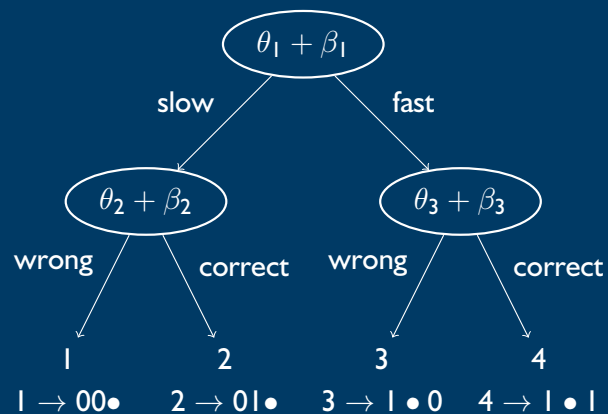 θ₁ + β₁
slow fast
θ₂ + β₂ θ₃ + β₃
wrong correct wrong correct
1 2 3 4
1 → 00• 2 → 01• 3 → 1 • 0 4 → 1 • 1